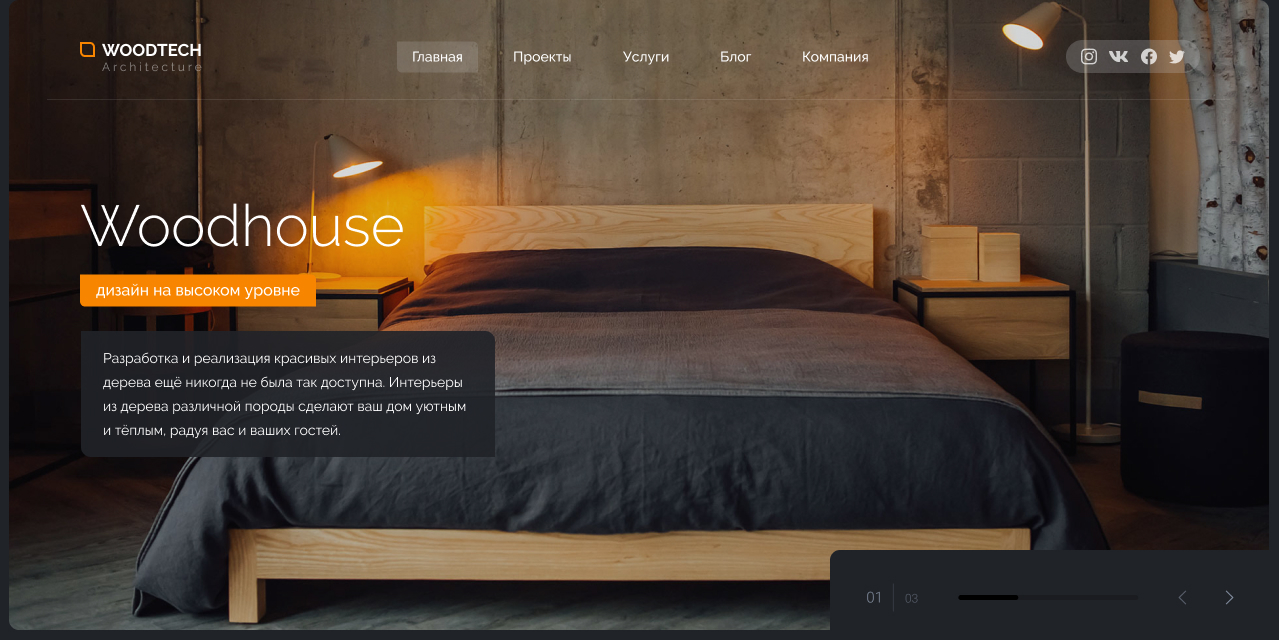 WOODTECH
Architecture
Главная Проекты Услуги Блог Компания
Woodhouse
дизайн на высоком уровне
Разработка и реализация красивых интерьеров из
дерева ещё никогда не была так доступна. Интерьеры
из дерева различной породы сделают ваш дом уютным
и тёплым, радуя вас и ваших гостей.
01 03